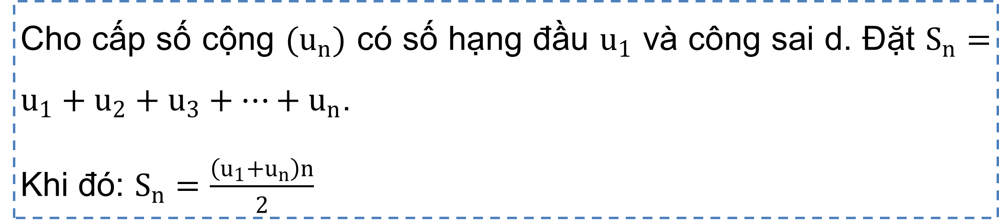 Cho cấp số cộng (uₙ) có số hạng đầu u₁ và công sai d. Đặt Sₙ =
u₁ + u₂ + u₃ + ⋯ + uₙ.
Khi đó: Sₙ = (u₁+uₙ)n / 2